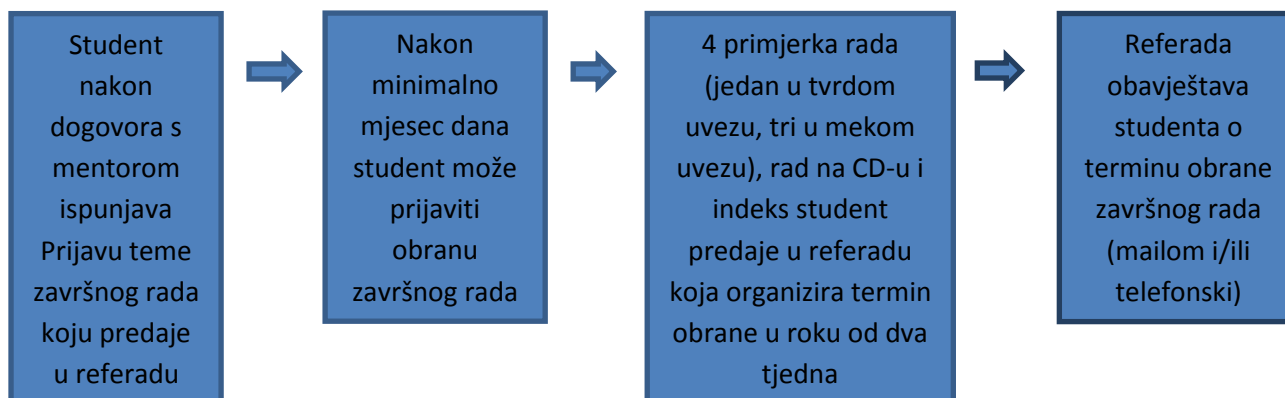 Student
nakon
dogovora s
mentorom
ispunjava
Prijavu teme
završnog rada
koju predaje
u referadu
Nakon
minimalno
mjesec dana
student može
prijaviti
obranu
završnog rada
4 primjerka rada
(jedan u tvrdom
uvezu, tri u mekom
uvezu), rad na CD-u i
indeks student
predaje u referadu
koja organizira termin
obrane u roku od dva
tjedna
Referada
obavještava
studenta o
terminu obrane
završnog rada
(mailom i/ili
telefonski)